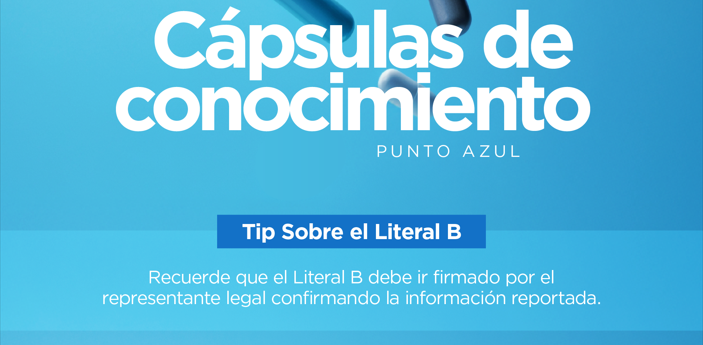 Cápsulas de
conocimiento
PUNTO AZUL
Tip Sobre el Literal B
Recuerde que el Literal B debe ir firmado por el
representante legal confirmando la información reportada.